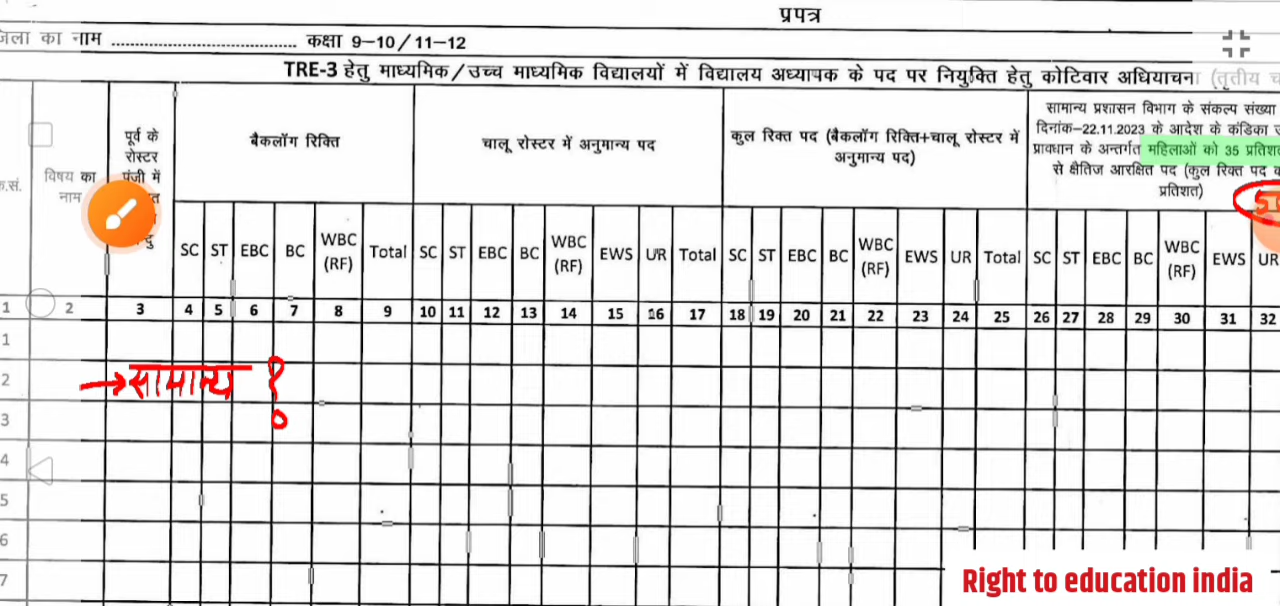 प्रपत्र
जिला का नाम ........................................ कक्षा 9–10/11–12
TRE-3 हेतु माध्यमिक/उच्च माध्यमिक विद्यालयों में विद्यालय अध्यापक के पद पर नियुक्ति हेतु कोटिवार अधियाचना (तृतीय
विषय का नाम
पूर्व के रोस्टर पंजी में
बैकलॉग रिक्ति
चालू रोस्टर में अनुमान्य पद
कुल रिक्त पद (बैकलॉग रिक्ति+चालू रोस्टर में
अनुमान्य पद)
सामान्य प्रशासन विभाग के संकल्प संख्या
दिनांक–22.11.2023 के आदेश के कंडिका
प्रावधान के अन्तर्गत महिलाओं को 35
से क्षैतिज आरक्षित पद (कुल रिक्त पद
प्रतिशत)
SC ST EBC BC WBC (RF) Total SC ST EBC BC WBC (RF) EWS UR Total SC ST EBC BC WBC (RF) EWS UR Total SC ST EBC BC WBC (RF) EWS UR
1 2 3 4 5 6 7 8 9 10 11 12 13 14 15 16 17 18 19 20 21 22 23 24 25 26 27 28 29 30 31 32
1
2 →सामान्य ?
3
4
5
6
7
Right to education india